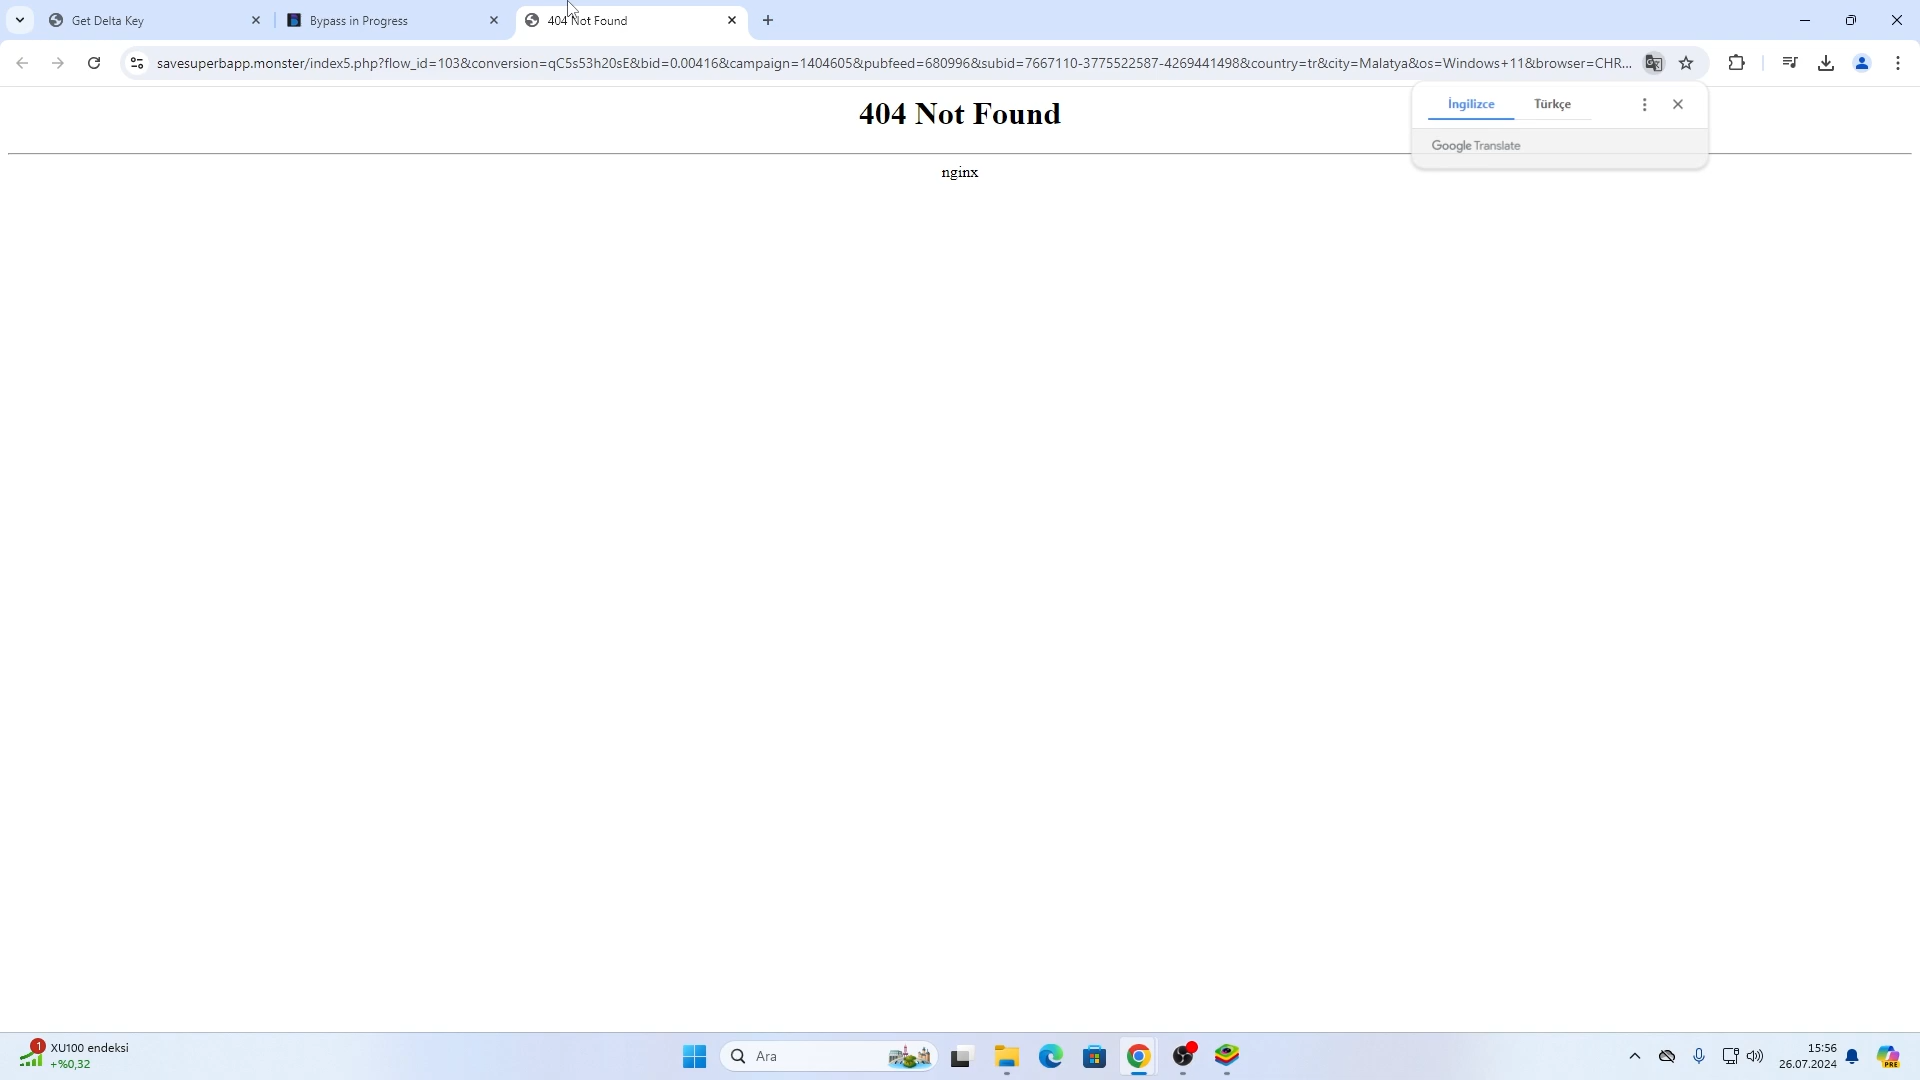 Get Delta Key
Bypass in Progress
404 Not Found
savesuperbapp.monster/index5.php?flow_id=103&conversion=qC5s53h20sE&bid=0.00416&campaign=1404605&pubfeed=680996&subid=7667110-3775522587-4269441498&country=tr&city=Malatya&os=Windows+11&browser=CHR...
404 Not Found
nginx
İngilizce
Türkçe
Google Translate
1
XU100 endeksi
+%0,32
Ara
15:56
26.07.2024
PRE